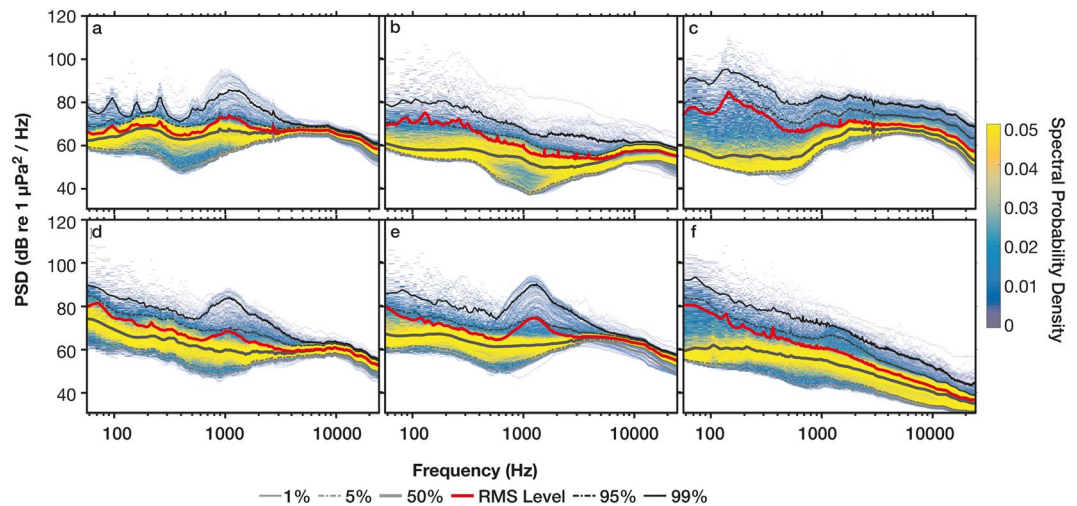 120
100
80
60
40
a
b
c
120
100
80
60
40
d
e
f
100 1000 10000 100 1000 10000 100 1000 10000
PSD (dB re 1 µPa² / Hz)
Frequency (Hz)
1% 5% 50% RMS Level 95% 99%
0.05
0.04
0.03
0.02
0.01
0
Spectral Probability Density